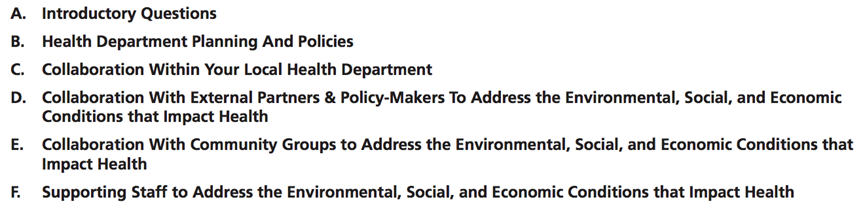 A. Introductory Questions
B. Health Department Planning And Policies
C. Collaboration Within Your Local Health Department
D. Collaboration With External Partners & Policy-Makers To Address the Environmental, Social, and Economic
Conditions that Impact Health
E. Collaboration With Community Groups to Address the Environmental, Social, and Economic Conditions that
Impact Health
F. Supporting Staff to Address the Environmental, Social, and Economic Conditions that Impact Health